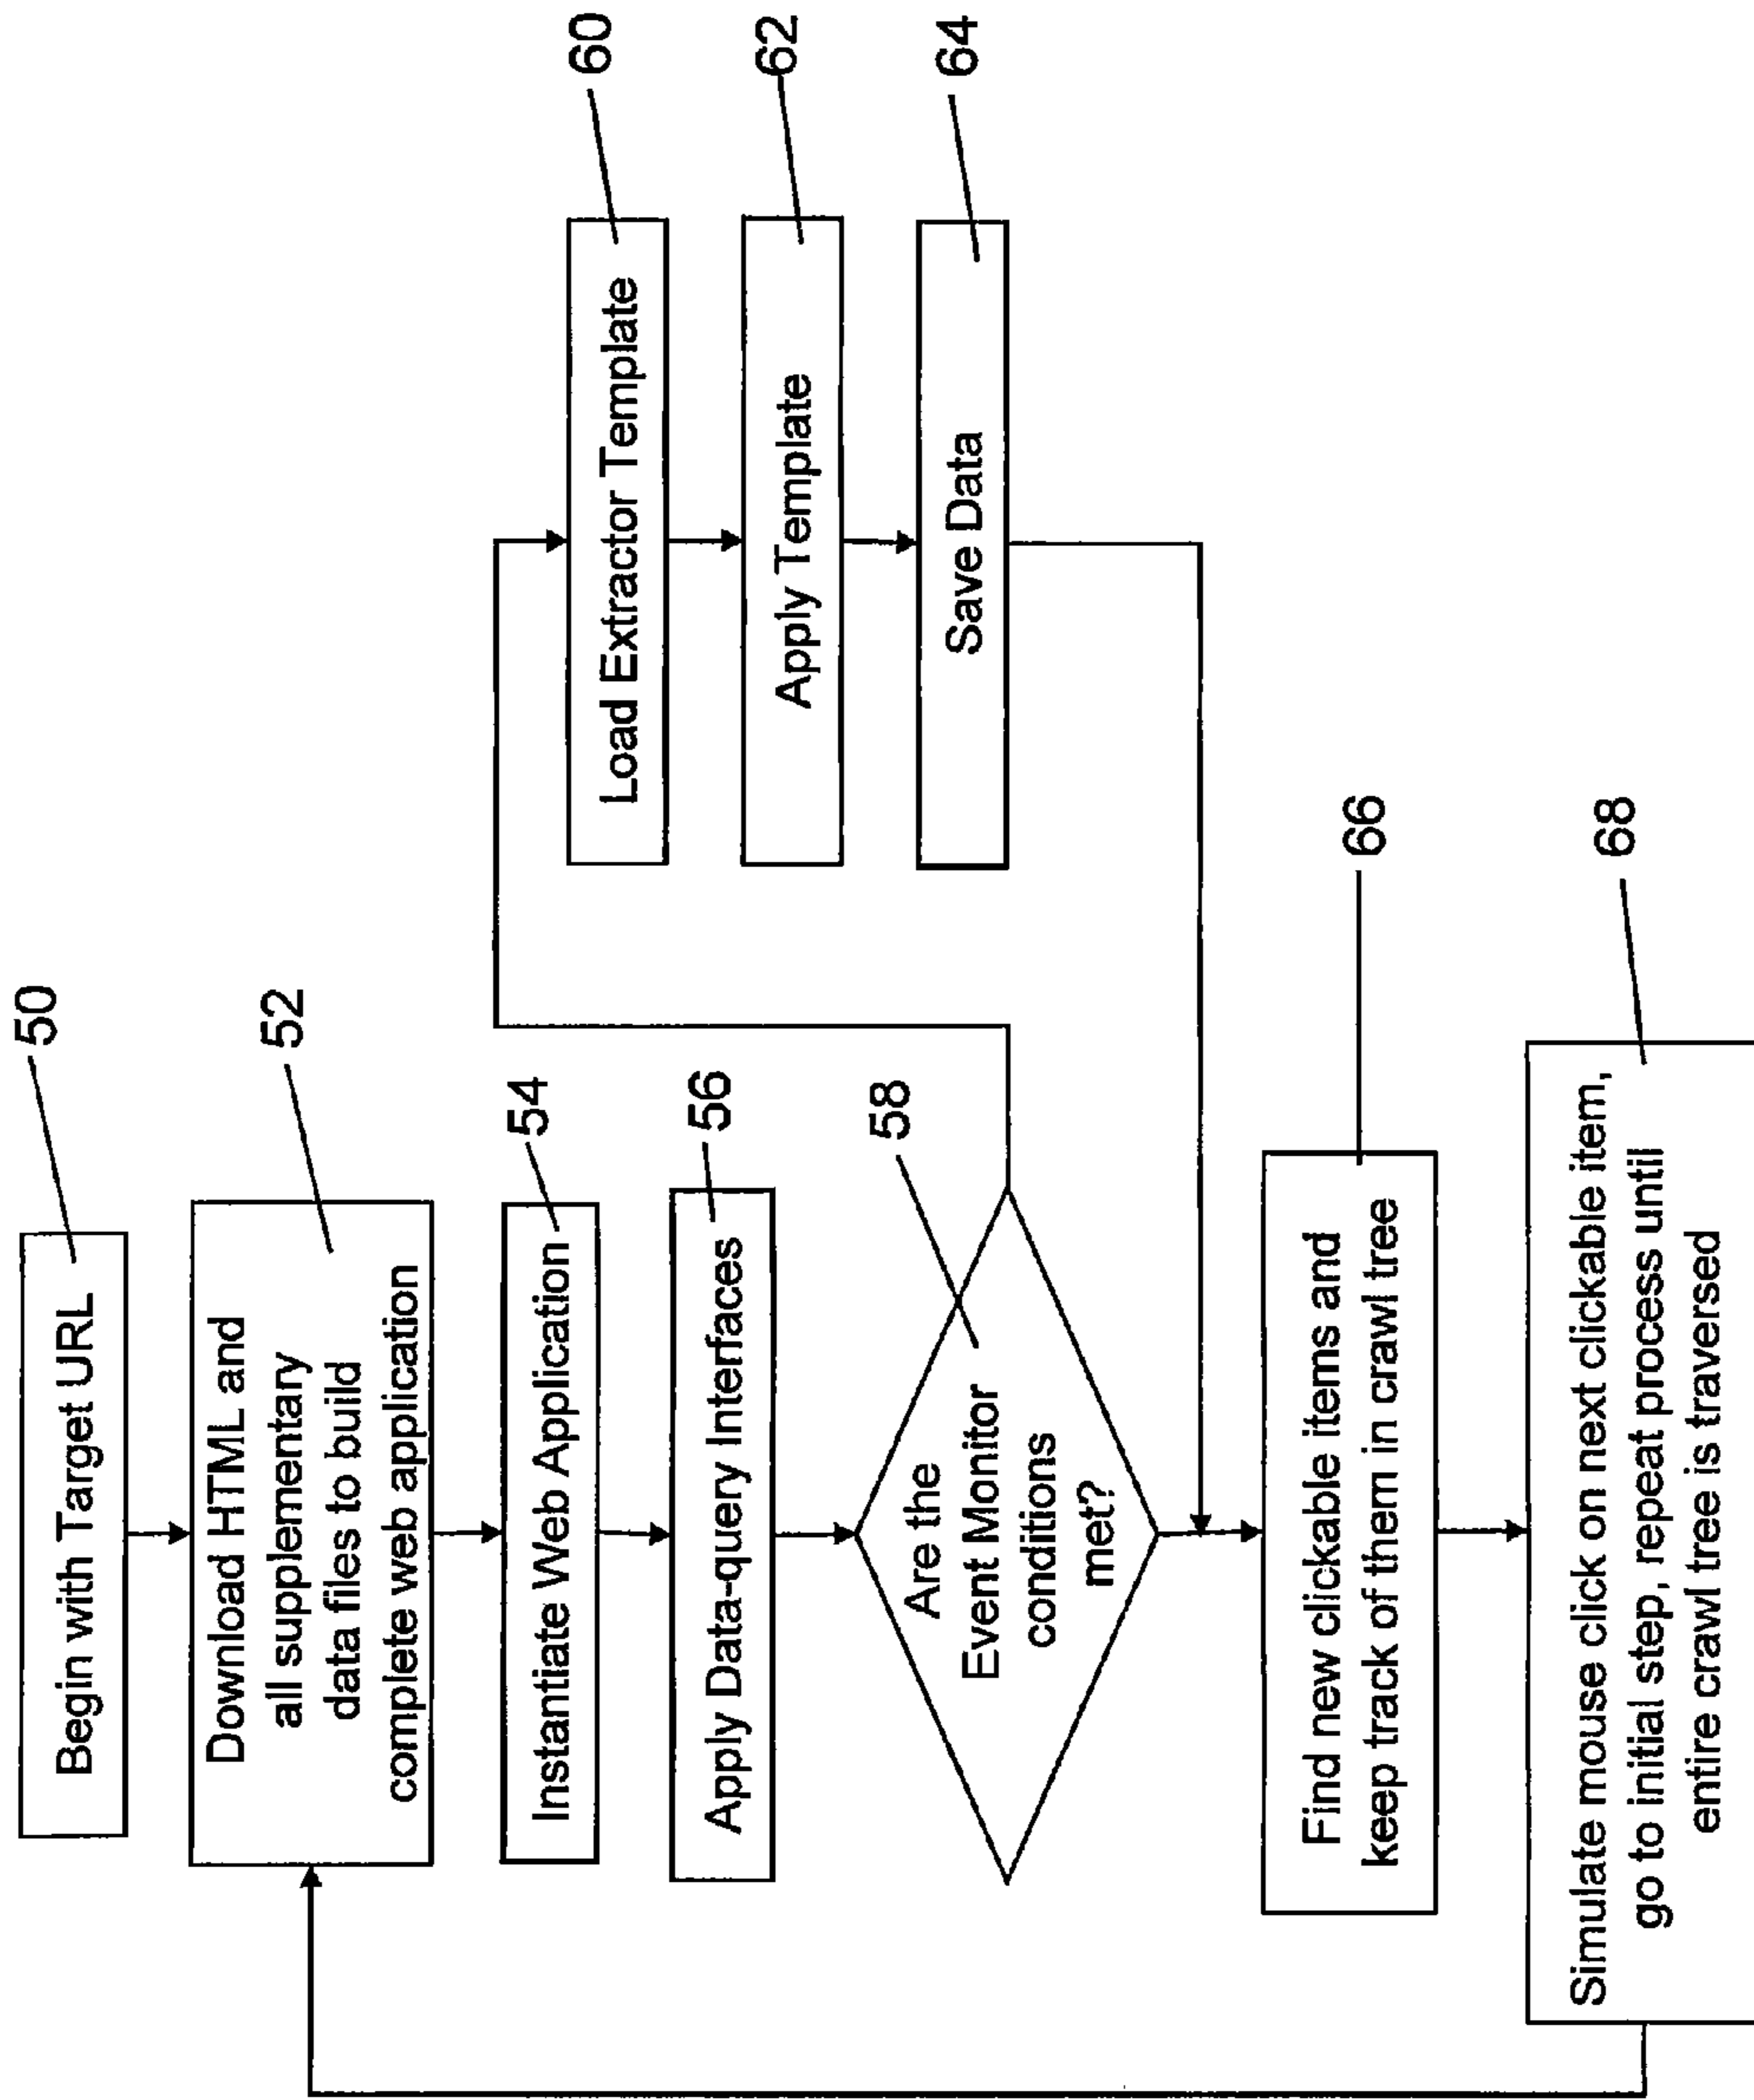 50
Begin with Target URL
52
Download HTML and
all supplementary
data files to build
complete web application
54
Instantiate Web Application
56
Apply Data-query Interfaces
58
Are the
Event Monitor
conditions
met?
60
Load Extractor Template
62
Apply Template
64
Save Data
66
Find new clickable items and
keep track of them in crawl tree
68
Simulate mouse click on next clickable item,
go to initial step, repeat process until
entire crawl tree is traversed